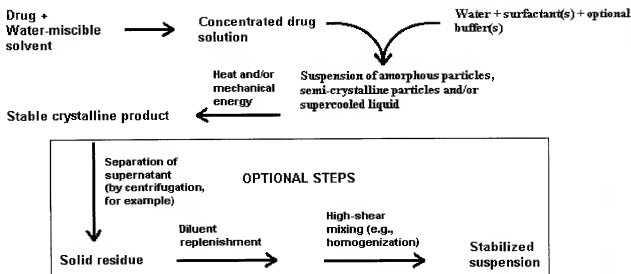 Drug +
Water-miscible
solvent
Concentrated drug
solution
Water + surfactant(s) + optional
buffer(s)
Heat and/or
mechanical
energy
Suspension of amorphous particles,
semi-crystalline particles and/or
supercooled liquid
Stable crystalline product
Separation of
supernatant
(by centrifugation,
for example)
OPTIONAL STEPS
Solid residue
Diluent
replenishment
High-shear
mixing (e.g.,
homogenization)
Stabilized
suspension